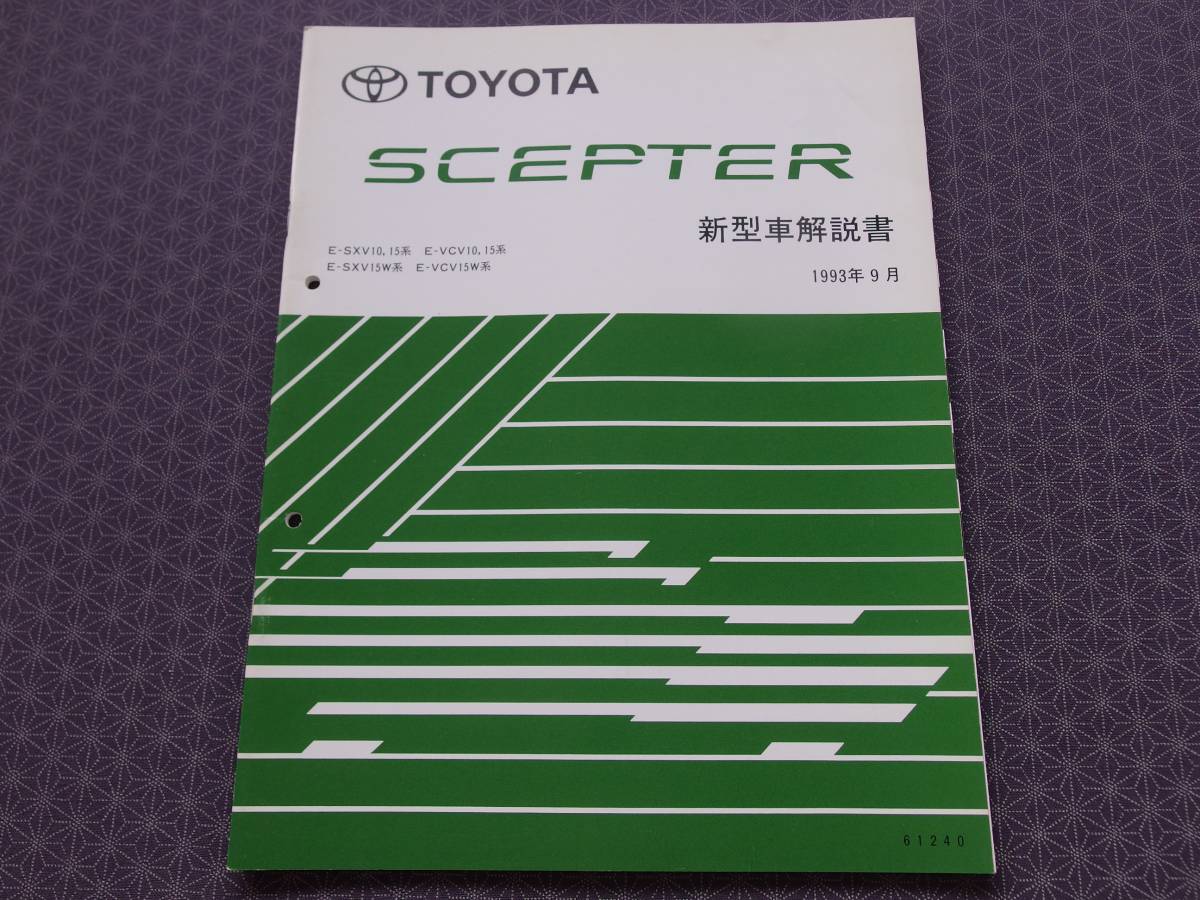 TOYOTA
SCEPTER
新型車解説書
E-SXV10,15系 E-VCV10,15系
E-SXV15W系 E-VCV15W系
1993年9月
61240